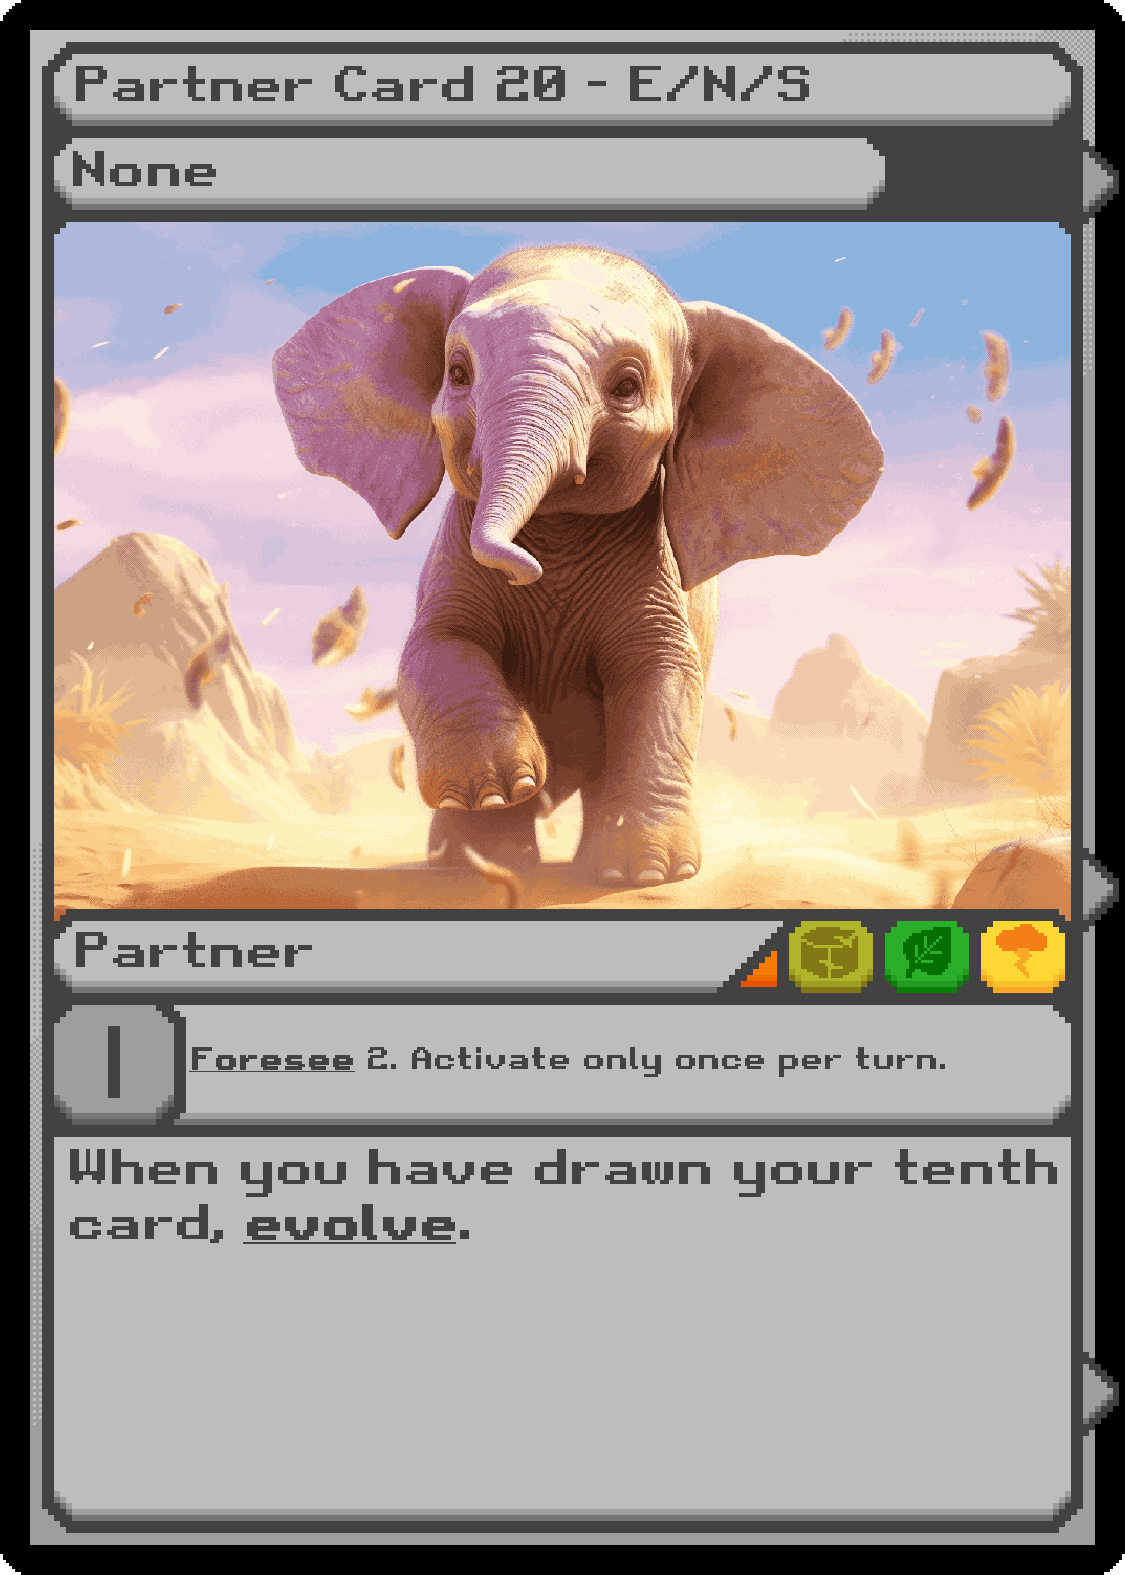 Partner Card 20 - E/N/S
None
Partner
I
Foresee 2. Activate only once per turn.
When you have drawn your tenth
card, evolve.